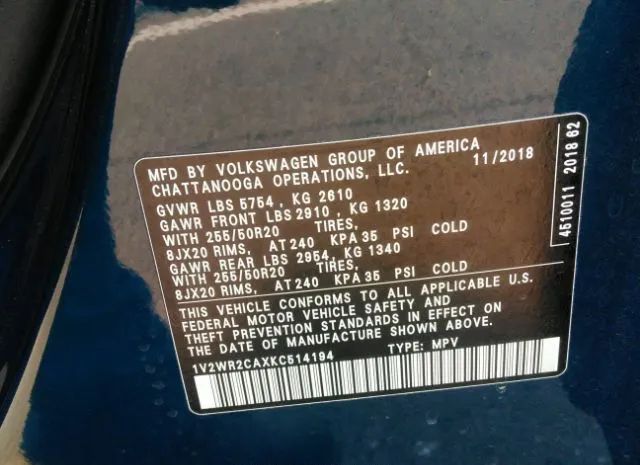 MFD BY VOLKSWAGEN GROUP OF AMERICA
CHATTANOOGA OPERATIONS, LLC. 11/2018
GVWR LBS 5754 , KG 2610
GAWR FRONT LBS 2910 , KG 1320
WITH 255/50R20 TIRES,
8JX20 RIMS, AT 240 KPA 35 PSI COLD
GAWR REAR LBS 2954, KG 1340
WITH 255/50R20 TIRES,
8JX20 RIMS, AT 240 KPA 35 PSI COLD
THIS VEHICLE CONFORMS TO ALL APPLICABLE U.S.
FEDERAL MOTOR VEHICLE SAFETY AND
THEFT PREVENTION STANDARDS IN EFFECT ON
THE DATE OF MANUFACTURE SHOWN ABOVE.
1V2WR2CAXKC514194 TYPE: MPV
4510011 2018 62